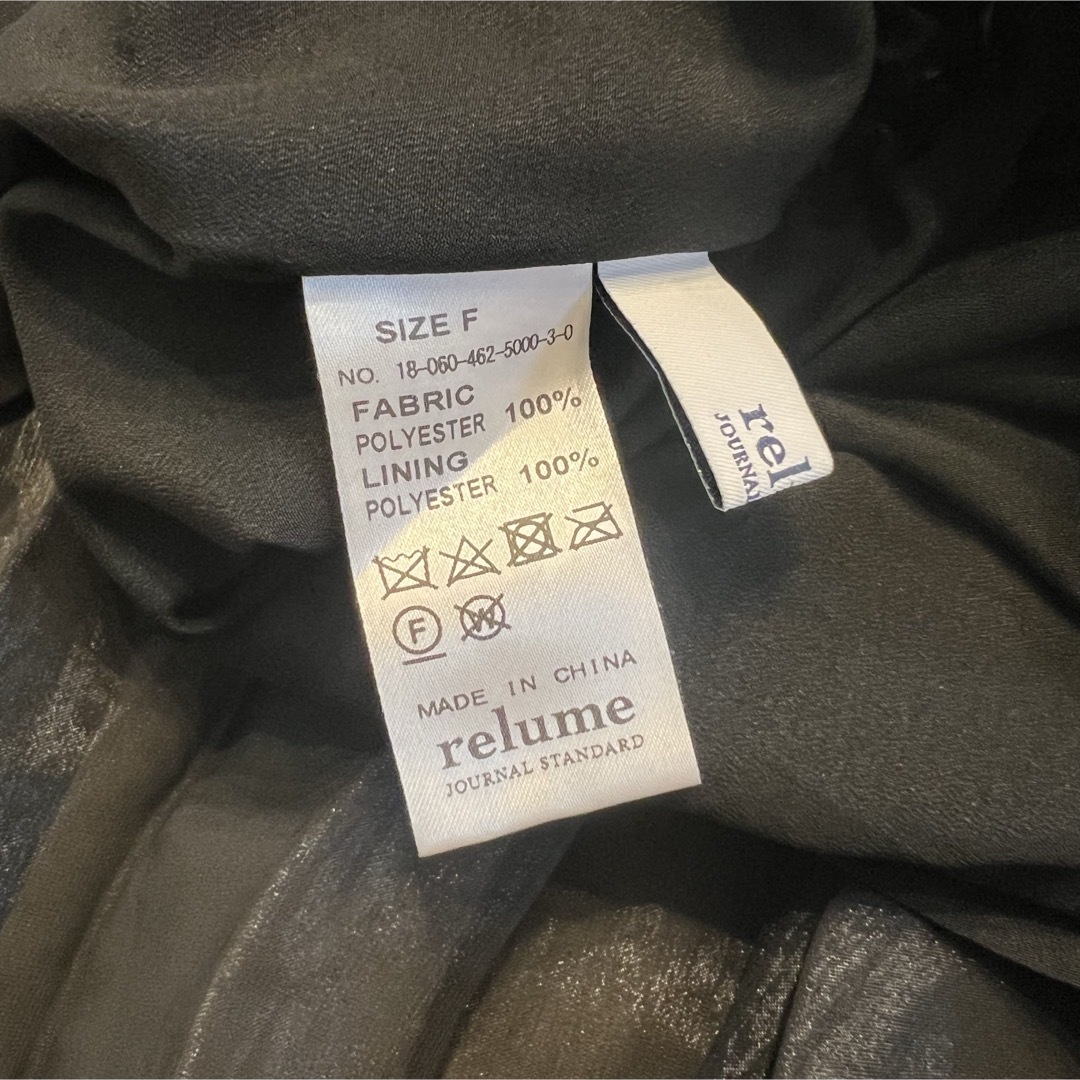 SIZE F
NO. 18-060-462-5000-3-0
FABRIC
POLYESTER 100%
LINING
POLYESTER 100%
F W
MADE IN CHINA
relume
JOURNAL STANDARD
rel
JOURNA